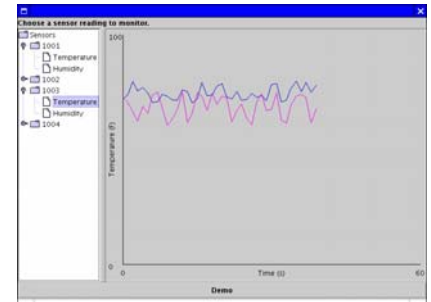 Choose a sensor reading to monitor.
Sensors
1001
Temperature
Humidity
1002
1003
Temperature
Humidity
1004
100
Temperature (F)
0
0
Time (s)
60
Demo